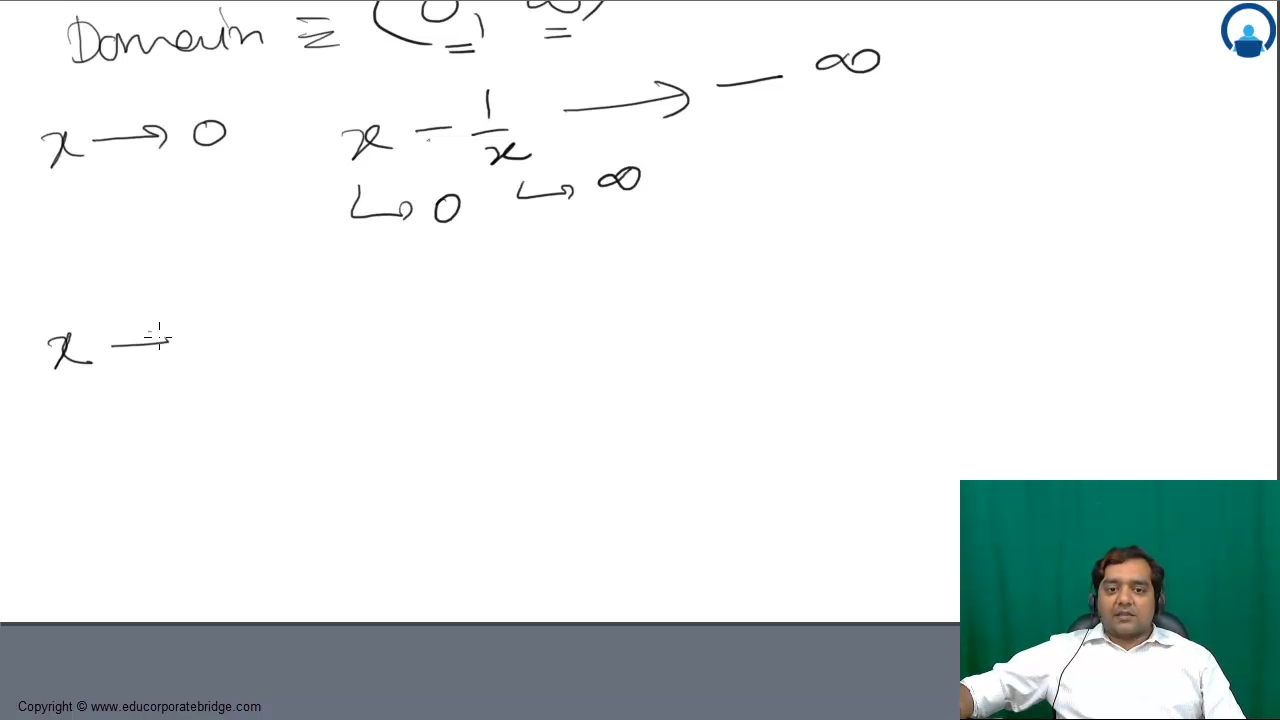 Domain ≡ (0, ∞)
x → 0 x - 1/x → - ∞
↳ 0 ↳ ∞
x —
Copyright © www.educorporatebridge.com